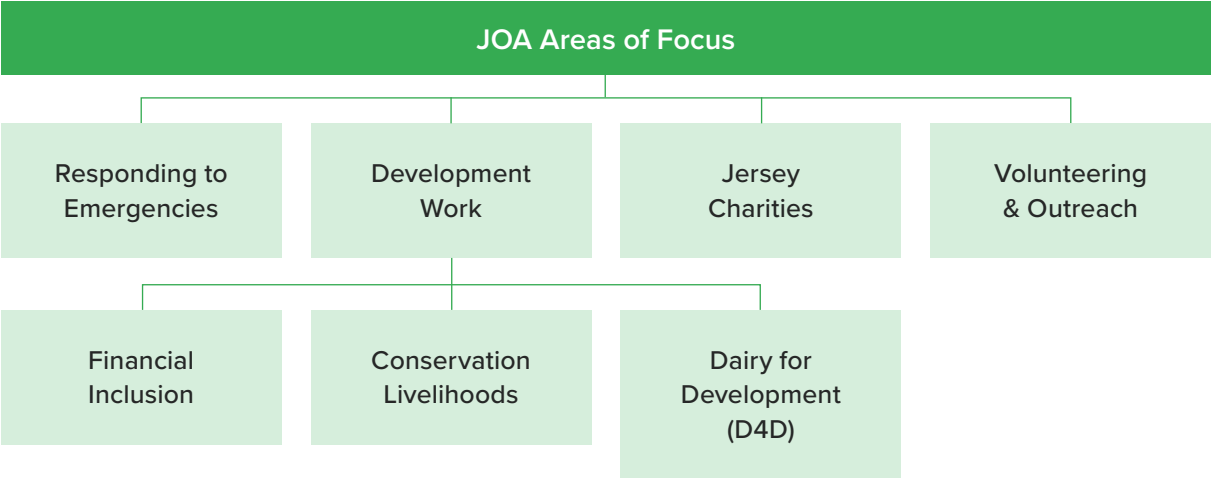 JOA Areas of Focus
Responding to
Emergencies
Development
Work
Jersey
Charities
Volunteering
& Outreach
Financial
Inclusion
Conservation
Livelihoods
Dairy for
Development
(D4D)